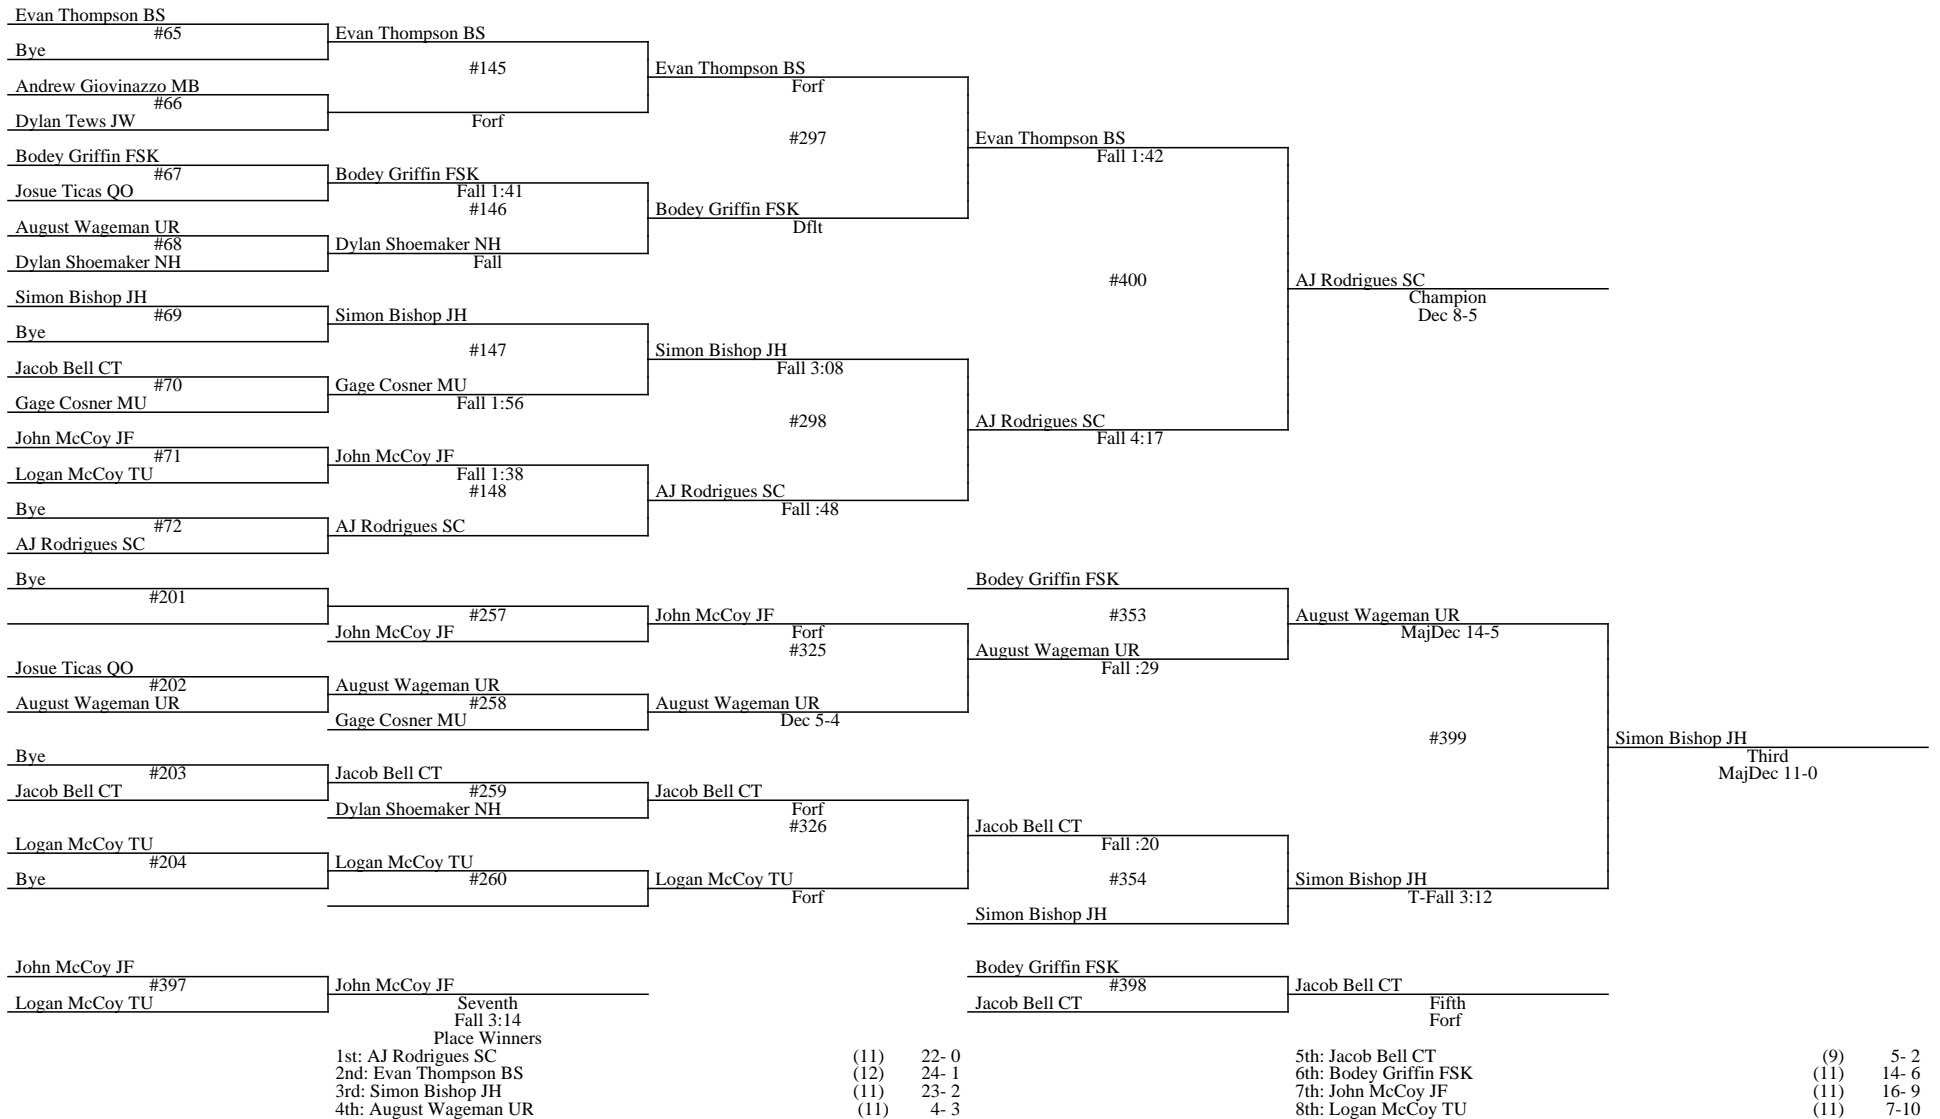 Evan Thompson BS
#65
Bye
Evan Thompson BS
#145
Andrew Giovinazzo MB
#66
Dylan Tews JW
Forf
Evan Thompson BS
Forf
#297
Bodey Griffin FSK
#67
Josue Ticas QO
Bodey Griffin FSK
Fall 1:41
#146
August Wageman UR
#68
Dylan Shoemaker NH
Dylan Shoemaker NH
Fall
Bodey Griffin FSK
Dflt
Evan Thompson BS
Fall 1:42
#400
Simon Bishop JH
#69
Bye
Simon Bishop JH
#147
Jacob Bell CT
#70
Gage Cosner MU
Gage Cosner MU
Fall 1:56
Simon Bishop JH
Fall 3:08
#298
John McCoy JF
#71
Logan McCoy TU
John McCoy JF
Fall 1:38
#148
Bye
#72
AJ Rodrigues SC
AJ Rodrigues SC
AJ Rodrigues SC
Fall :48
AJ Rodrigues SC
Fall 4:17
AJ Rodrigues SC
Champion
Dec 8-5
Bye
#201
#257
John McCoy JF
John McCoy JF
Forf
#325
Josue Ticas QO
#202
August Wageman UR
August Wageman UR
#258
Gage Cosner MU
August Wageman UR
Dec 5-4
Bodey Griffin FSK
#353
August Wageman UR
Fall :29
August Wageman UR
MajDec 14-5
#399
Bye
#203
Jacob Bell CT
Jacob Bell CT
#259
Dylan Shoemaker NH
Jacob Bell CT
Forf
#326
Logan McCoy TU
#204
Bye
Logan McCoy TU
#260
Logan McCoy TU
Forf
Jacob Bell CT
Fall :20
#354
Simon Bishop JH
Simon Bishop JH
T-Fall 3:12
Simon Bishop JH
Third
MajDec 11-0
John McCoy JF
#397
Logan McCoy TU
John McCoy JF
Seventh
Fall 3:14
Bodey Griffin FSK
#398
Jacob Bell CT
Jacob Bell CT
Fifth
Forf
Place Winners
1st: AJ Rodrigues SC (11) 22- 0
2nd: Evan Thompson BS (12) 24- 1
3rd: Simon Bishop JH (11) 23- 2
4th: August Wageman UR (11) 4- 3
5th: Jacob Bell CT (9) 5- 2
6th: Bodey Griffin FSK (11) 14- 6
7th: John McCoy JF (11) 16- 9
8th: Logan McCoy TU (11) 7-10